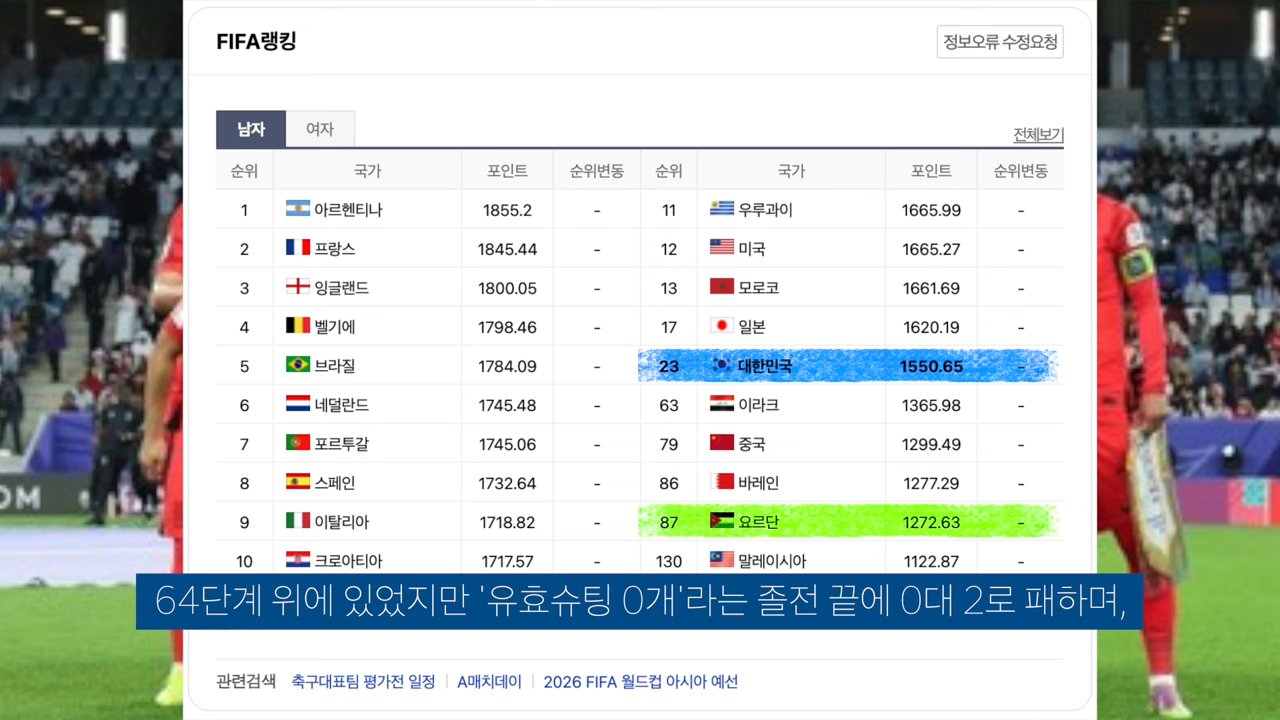 FIFA랭킹
정보오류 수정요청
남자 여자
전체보기
순위 국가 포인트 순위변동 순위 국가 포인트 순위변동
1 아르헨티나 1855.2 - 11 우루과이 1665.99 -
2 프랑스 1845.44 - 12 미국 1665.27 -
3 잉글랜드 1800.05 - 13 모로코 1661.69 -
4 벨기에 1798.46 - 17 일본 1620.19 -
5 브라질 1784.09 - 23 대한민국 1550.65 -
6 네덜란드 1745.48 - 63 이라크 1365.98 -
7 포르투갈 1745.06 - 79 중국 1299.49 -
8 스페인 1732.64 - 86 바레인 1277.29 -
9 이탈리아 1718.82 - 87 요르단 1272.63 -
10 크로아티아 1717.57 - 130 말레이시아 1122.87 -
64단계 위에 있었지만 '유효슈팅 0개'라는 졸전 끝에 0대 2로 패하며,
관련검색 축구대표팀 평가전 일정 A매치데이 2026 FIFA 월드컵 아시아 예선